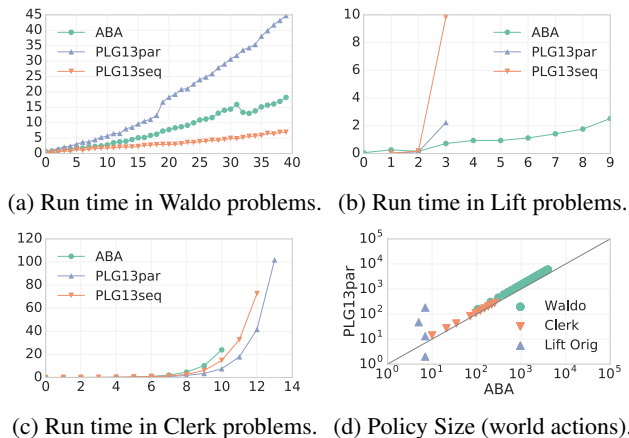 45
40
35
30
25
20
15
10
5
0
ABA
PLG13par
PLG13seq
0 5 10 15 20 25 30 35 40
(a) Run time in Waldo problems.
10
8
6
4
2
0
ABA
PLG13par
PLG13seq
0 1 2 3 4 5 6 7 8 9
(b) Run time in Lift problems.
120
100
80
60
40
20
0
ABA
PLG13par
PLG13seq
0 2 4 6 8 10 12 14
(c) Run time in Clerk problems.
PLG13par
10^5
10^4
10^3
10^2
10^1
10^0
Waldo
Clerk
Lift Orig
10^0 10^1 10^2 10^3 10^4 10^5
ABA
(d) Policy Size (world actions).